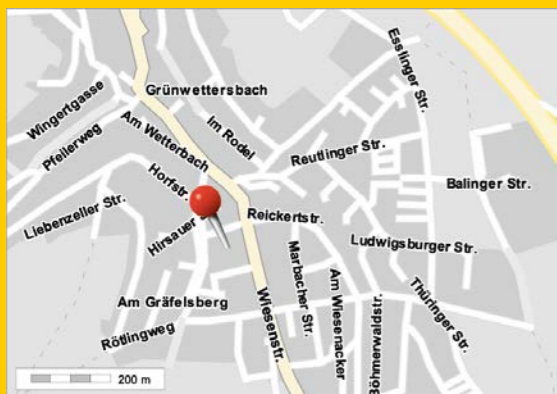 Esslinger Str.
Grünwettersbach
Wingertgasse
Am Wetterbach
Im Rodel
Pfeilerweg
Reutlinger Str.
Horfstr.
Balinger Str.
Liebenzeller Str.
Hirsauer
Reickertstr.
Ludwigsburger Str.
Marbacher Str.
Am Wiesenacker
Am Gräfelsberg
Wiesenstr.
Thüringer Str.
Rötlingweg
Böhmerwaldstr.
200 m